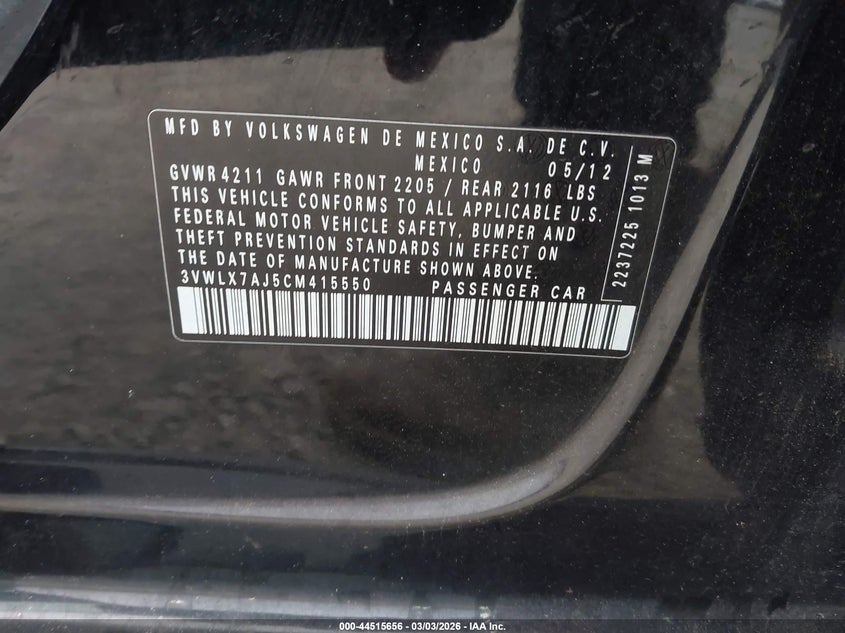 MFD BY VOLKSWAGEN DE MEXICO S.A. DE C.V.
MEXICO 05/12
GVWR 4211 GAWR FRONT 2205 / REAR 2116 LBS
THIS VEHICLE CONFORMS TO ALL APPLICABLE U.S.
FEDERAL MOTOR VEHICLE SAFETY, BUMPER AND
THEFT PREVENTION STANDARDS IN EFFECT ON
THE DATE OF MANUFACTURE SHOWN ABOVE.
3VWLX7AJ5CM415550 PASSENGER CAR
2237225 1013 M
000-44515656 - 03/03/2026 - IAA Inc.